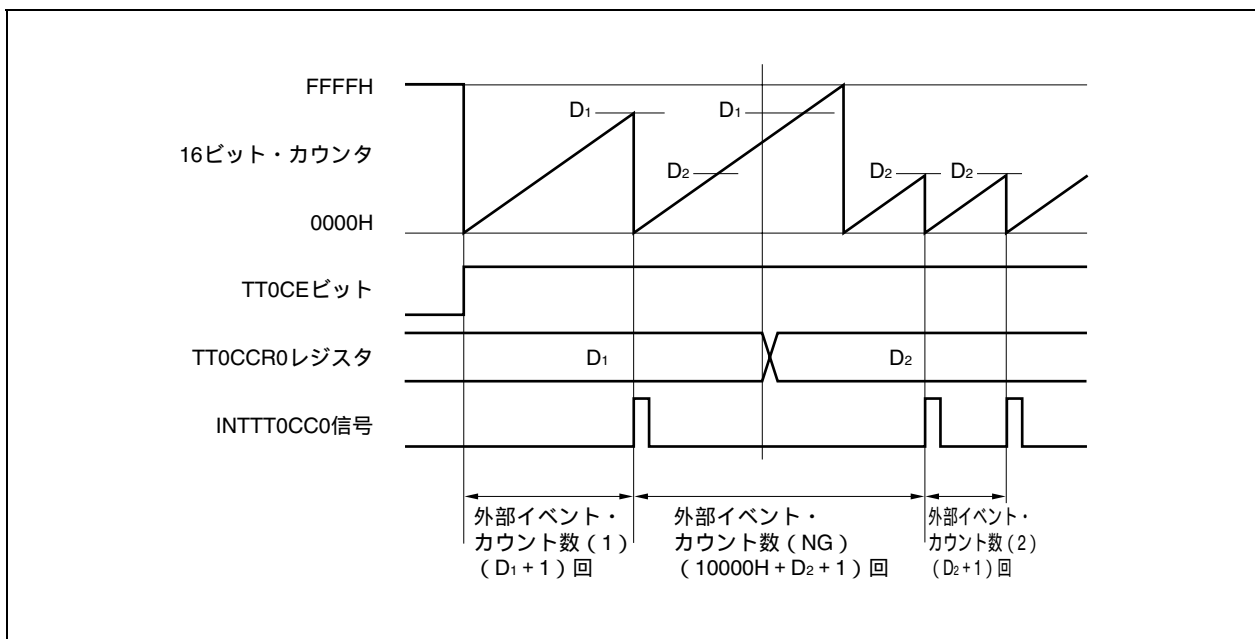 FFFFH
D1
D1
16ビット・カウンタ
D2
D2
D2
0000H
TT0CEビット
TT0CCR0レジスタ
D1
D2
INTTT0CC0信号
外部イベント・
カウント数(1)
(D1+1)回
外部イベント・
カウント数(NG)
(10000H+D2+1)回
外部イベント・
カウント数(2)
(D2+1)回